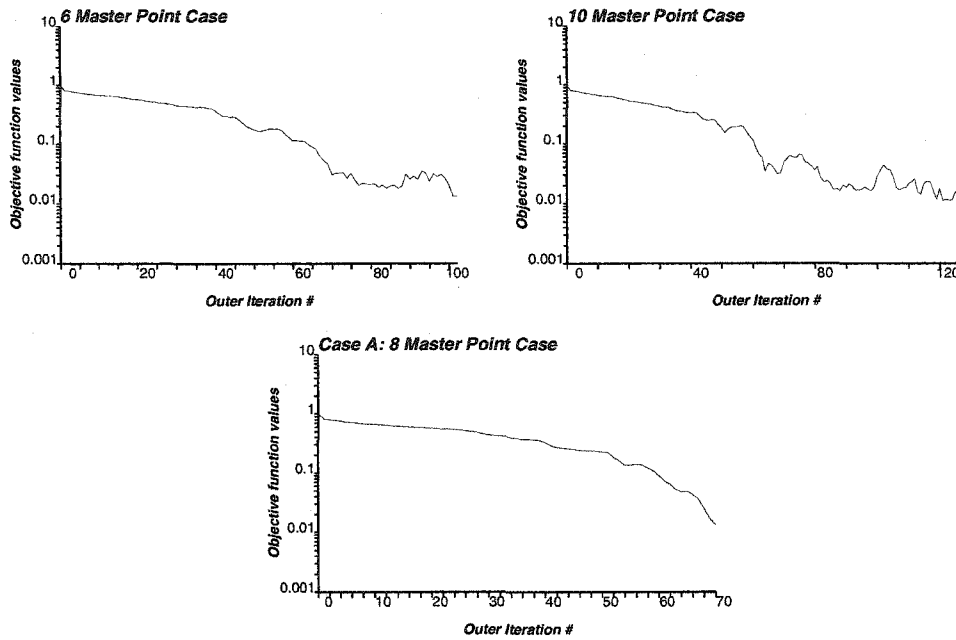 6 Master Point Case
Objective function values
10
1
0.1
0.01
0.001
0 20 40 60 80 100
Outer Iteration #
10 Master Point Case
Objective function values
10
1
0.1
0.01
0.001
0 40 80 120
Outer Iteration #
Case A: 8 Master Point Case
Objective function values
10
1
0.1
0.01
0.001
0 10 20 30 40 50 60 70
Outer Iteration #